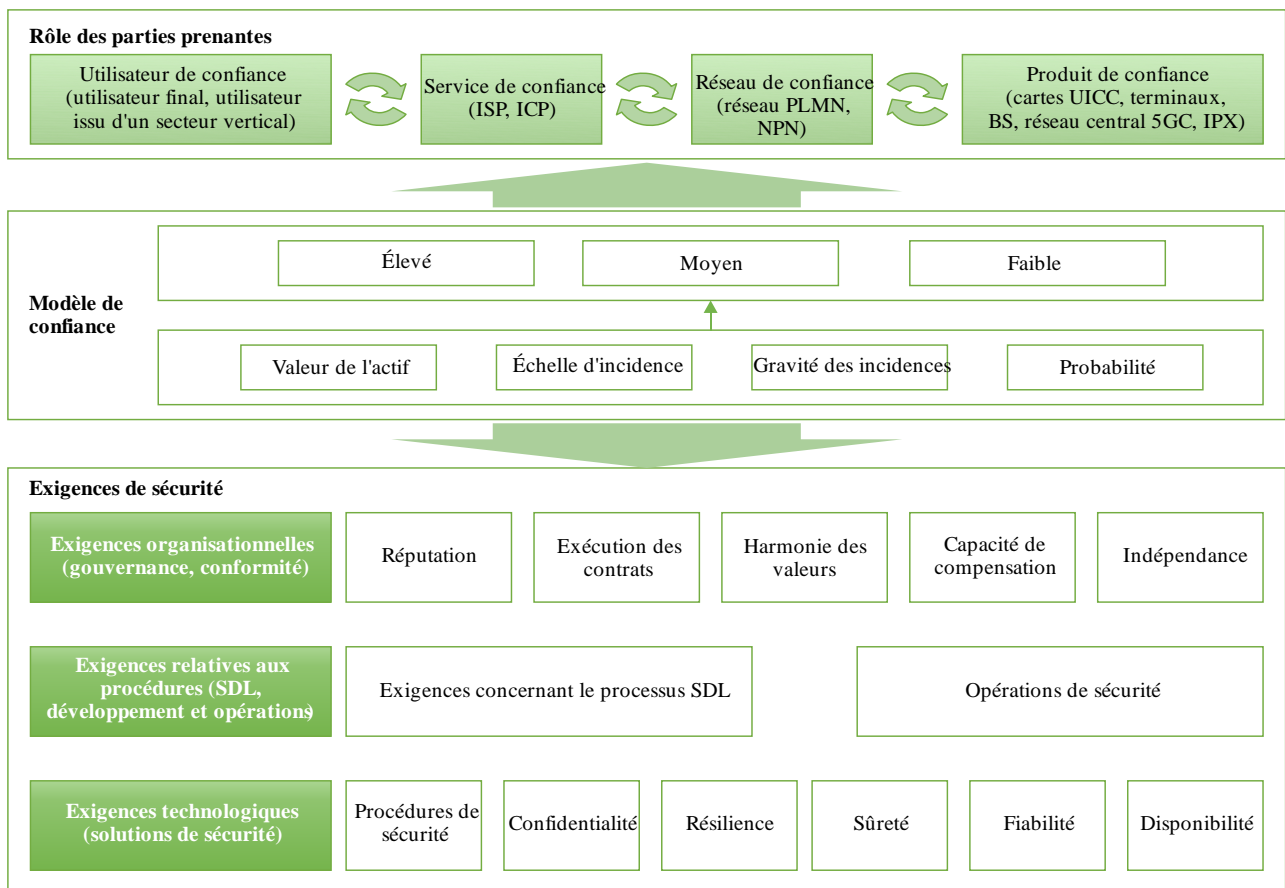 Rôle des parties prenantes
Utilisateur de confiance
(utilisateur final, utilisateur
issu d'un secteur vertical)
Service de confiance
(ISP, ICP)
Réseau de confiance
(réseau PLMN,
NPN)
Produit de confiance
(cartes UICC, terminaux,
BS, réseau central 5GC, IPX)
Modèle de
confiance
Élevé
Moyen
Faible
Valeur de l'actif
Échelle d'incidence
Gravité des incidences
Probabilité
Exigences de sécurité
Exigences organisationnelles
(gouvernance, conformité)
Réputation
Exécution des
contrats
Harmonie des
valeurs
Capacité de
compensation
Indépendance
Exigences relatives aux
procédures (SDL,
développement et opérations)
Exigences concernant le processus SDL
Opérations de sécurité
Exigences technologiques
(solutions de sécurité)
Procédures de
sécurité
Confidentialité
Résilience
Sûreté
Fiabilité
Disponibilité